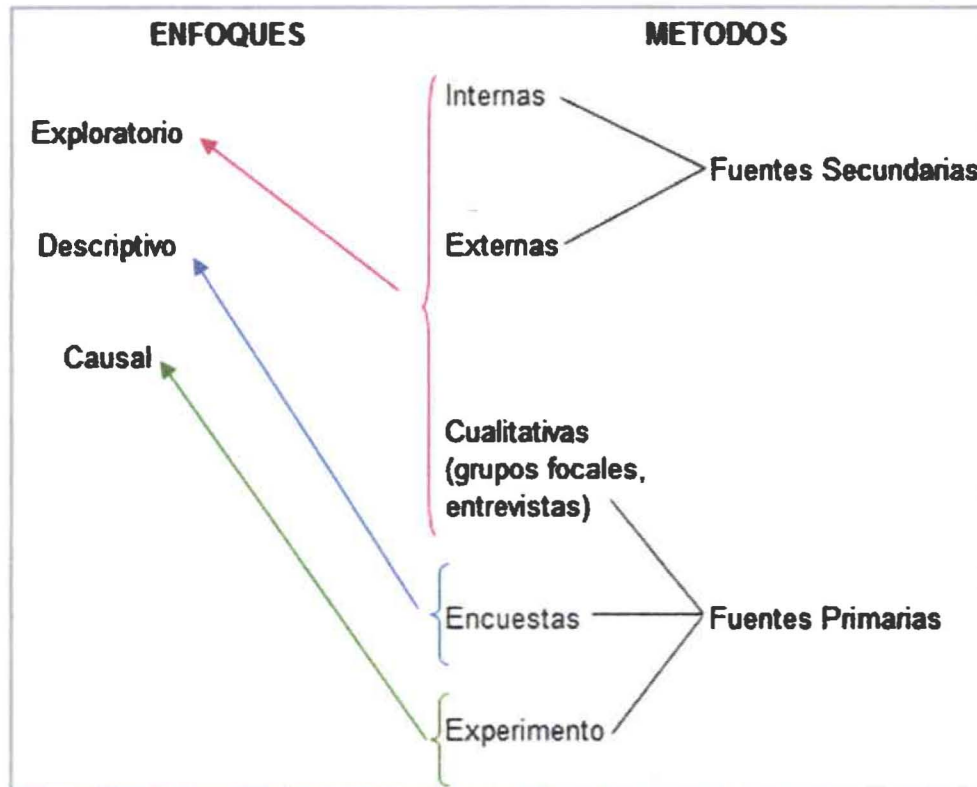 ENFOQUES
METODOS
Exploratorio
Descriptivo
Causal
Internas
Externas
Cualitativas
(grupos focales,
entrevistas)
Encuestas
Experimento
Fuentes Secundarias
Fuentes Primarias